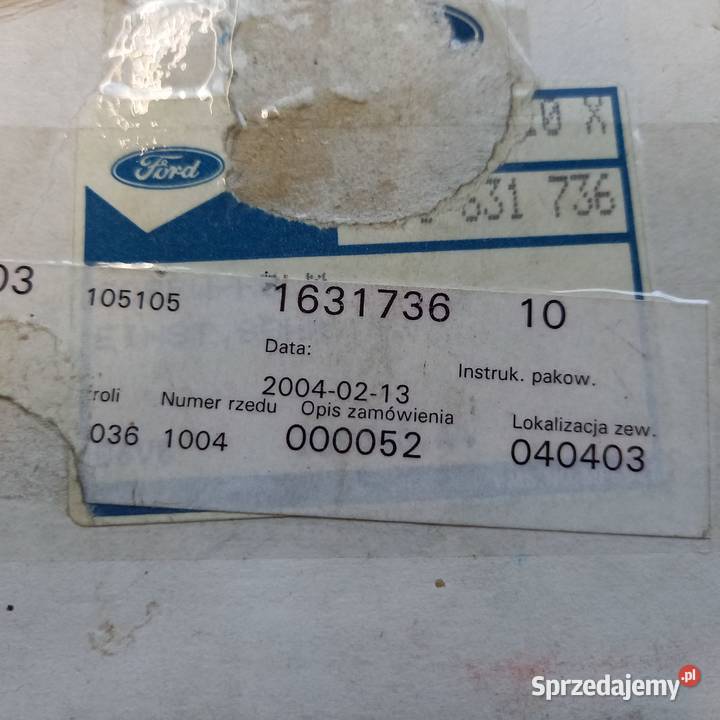 Ford
10 X
631 736
03
105105 1631736 10
Data:
2004-02-13
Instruk. pakow.
roli Numer rzedu Opis zamówienia Lokalizacja zew.
036 1004 000052 040403
Sprzedajemy.pl